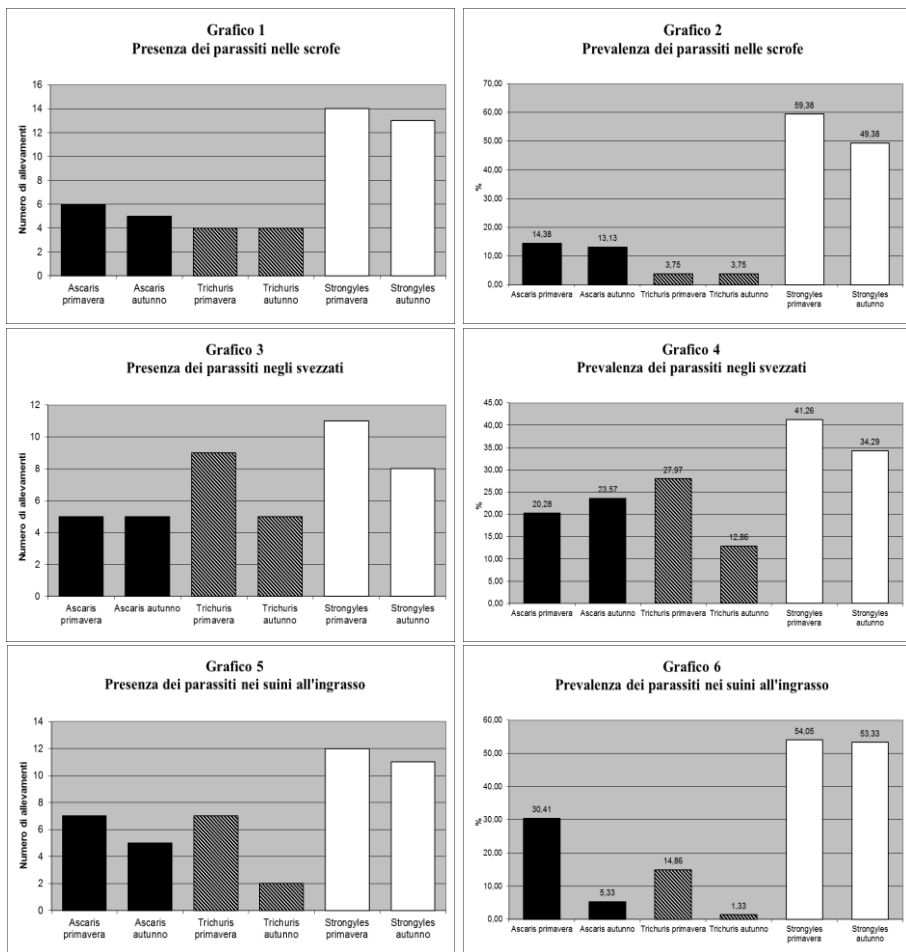 Grafico 1
Presenza dei parassiti nelle scrofe
Numero di allevamenti
16
14
12
10
8
6
4
2
0
Ascaris primavera
Ascaris autunno
Trichuris primavera
Trichuris autunno
Strongyles primavera
Strongyles autunno
Grafico 2
Prevalenza dei parassiti nelle scrofe
%
70,00
60,00
50,00
40,00
30,00
20,00
10,00
0,00
14,38
13,13
3,75
3,75
59,38
49,38
Ascaris primavera
Ascaris autunno
Trichuris primavera
Trichuris autunno
Strongyles primavera
Strongyles autunno
Grafico 3
Presenza dei parassiti negli svezzati
Numero di allevamenti
12
10
8
6
4
2
0
Ascaris primavera
Ascaris autunno
Trichuris primavera
Trichuris autunno
Strongyles primavera
Strongyles autunno
Grafico 4
Prevalenza dei parassiti negli svezzati
%
45,00
40,00
35,00
30,00
25,00
20,00
15,00
10,00
5,00
0,00
20,28
23,57
27,97
12,86
41,26
34,29
Ascaris primavera
Ascaris autunno
Trichuris primavera
Trichuris autunno
Strongyles primavera
Strongyles autunno
Grafico 5
Presenza dei parassiti nei suini all'ingrasso
Numero di allevamenti
14
12
10
8
6
4
2
0
Ascaris primavera
Ascaris autunno
Trichuris primavera
Trichuris autunno
Strongyles primavera
Strongyles autunno
Grafico 6
Prevalenza dei parassiti nei suini all'ingrasso
%
60,00
50,00
40,00
30,00
20,00
10,00
0,00
30,41
5,33
14,86
1,33
54,05
53,33
Ascaris primavera
Ascaris autunno
Trichuris primavera
Trichuris autunno
Strongyles primavera
Strongyles autunno